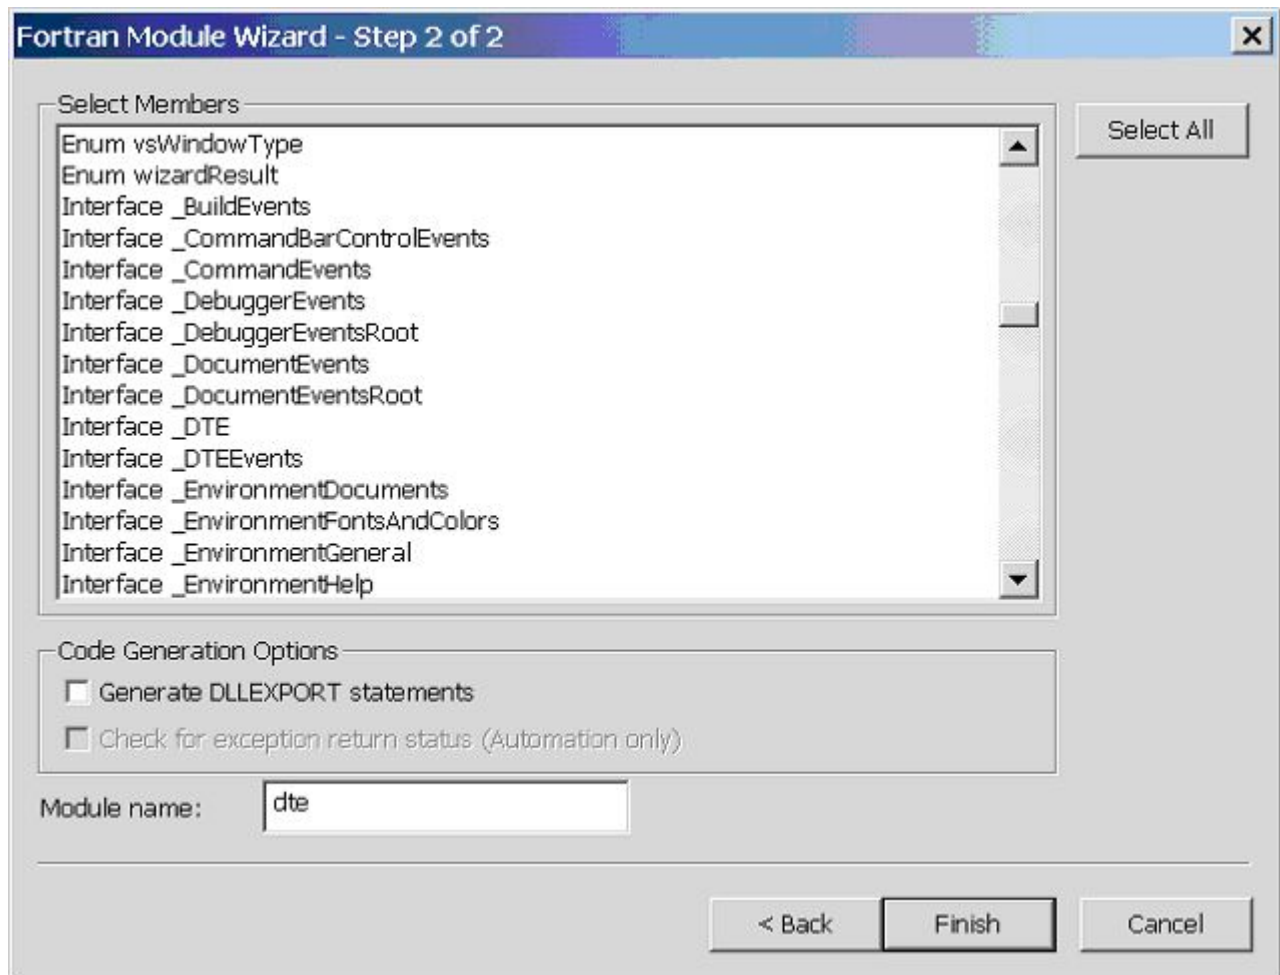 Fortran Module Wizard - Step 2 of 2
Select Members
Select All
Enum vsWindowType
Enum wizardResult
Interface _BuildEvents
Interface _CommandBarControlEvents
Interface _CommandEvents
Interface _DebuggerEvents
Interface _DebuggerEventsRoot
Interface _DocumentEvents
Interface _DocumentEventsRoot
Interface _DTE
Interface _DTEEvents
Interface _EnvironmentDocuments
Interface _EnvironmentFontsAndColors
Interface _EnvironmentGeneral
Interface _EnvironmentHelp
Code Generation Options
Generate DLLEXPORT statements
Check for exception return status (Automation only)
Module name: dte
< Back Finish Cancel